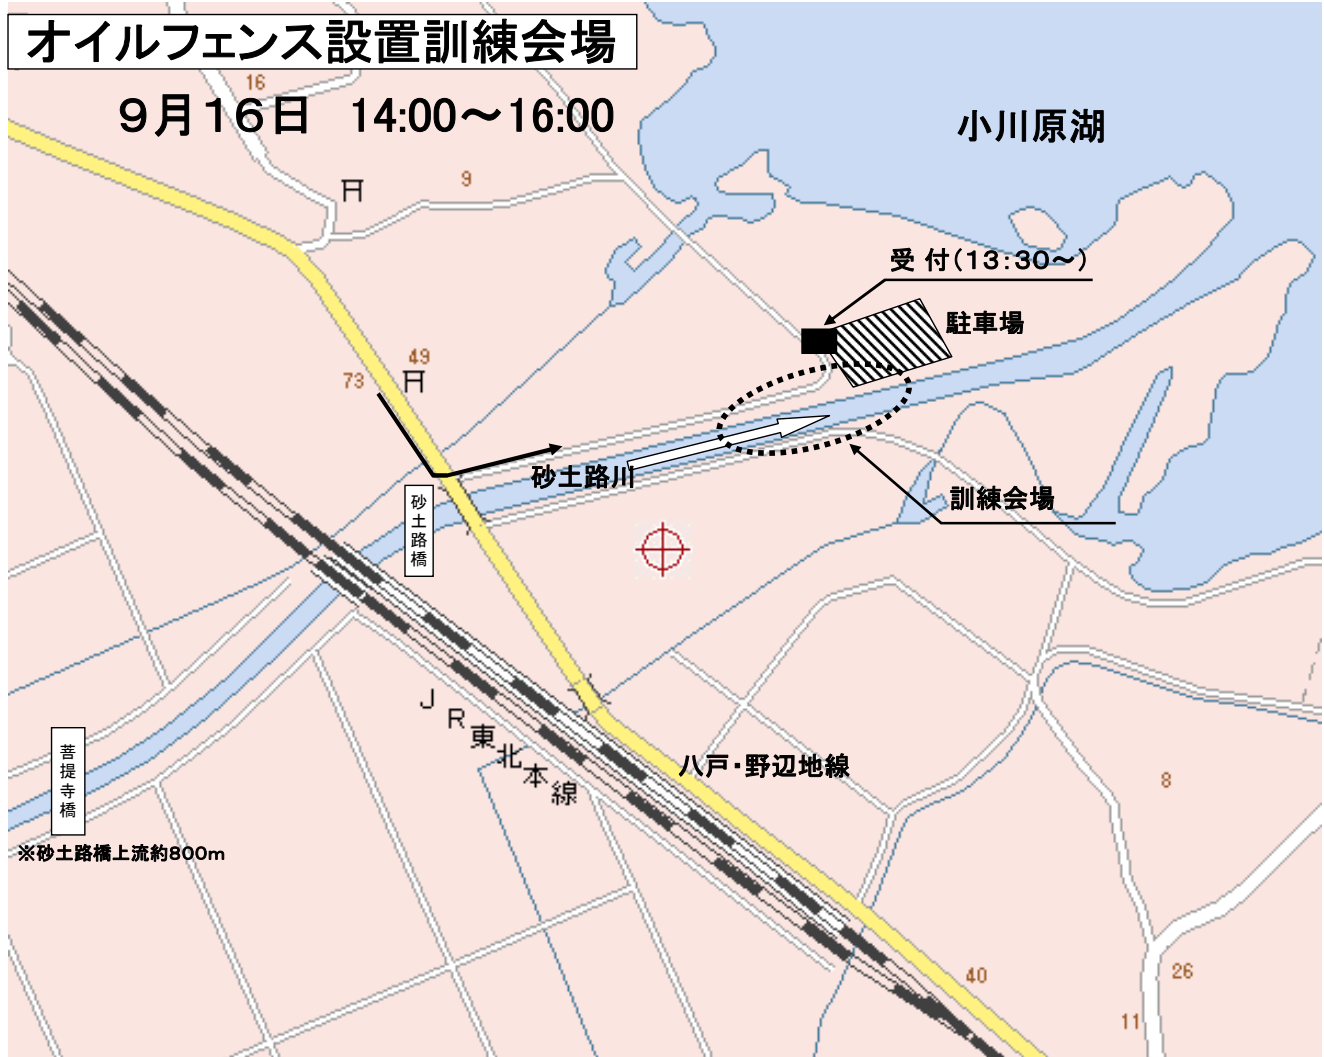 オイルフェンス設置訓練会場
９月１６日　14:00～16:00
16
小川原湖
9
受 付(１３:３０～)
駐車場
49
73
砂土路川
砂土路橋
訓練会場
ＪＲ東北本線
八戸・野辺地線
菩提寺橋
8
※砂土路橋上流約800m
40
26
11